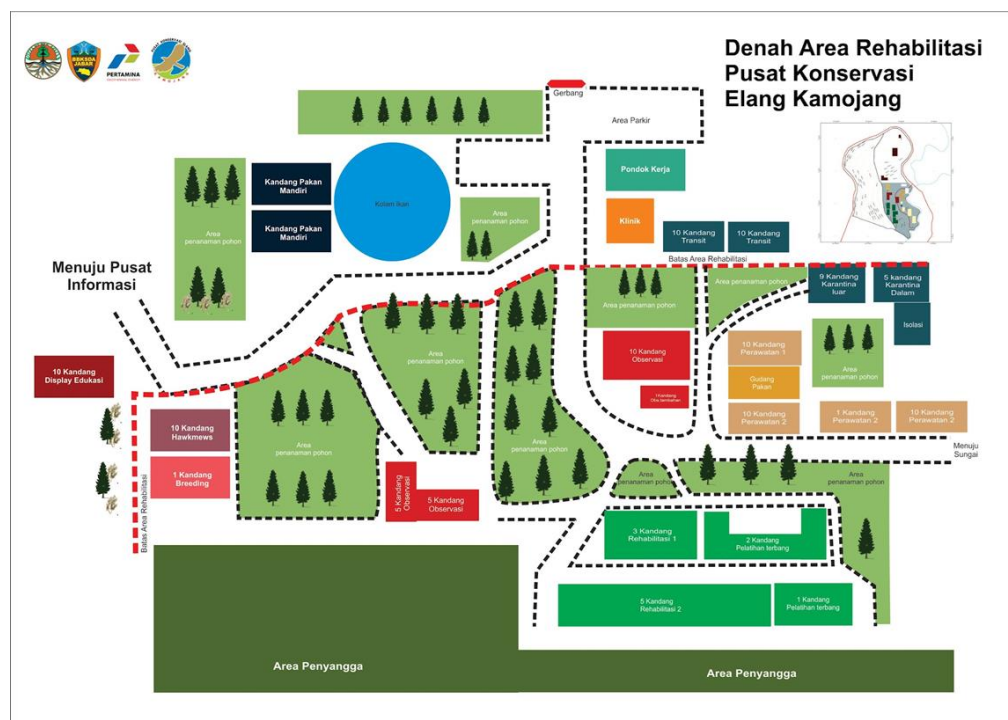 BBKSDA
JABAR
PERTAMINA
Denah Area Rehabilitasi
Pusat Konservasi
Elang Kamojang
Gerbang
Area Parkir
Kandang Pakan
Mandiri
Kolam Ikan
Pondok Kerja
Area
penanaman pohon
Kandang Pakan
Mandiri
Area
penanaman pohon
Klinik
10 Kandang
Transit
10 Kandang
Transit
Batas Area Rehabilitasi
Menuju Pusat
Informasi
Area penanaman pohon
Area penanaman pohon
9 Kandang
Karantina
luar
5 kandang
Karantina
Dalam
Isolasi
Area
penanaman pohon
Area
penanaman pohon
10 Kandang
Observasi
10 Kandang
Perawatan 1
Area
penanaman pohon
10 Kandang
Display Edukasi
Gudang
Pakan
10 Kandang
Hawkmews
Area
penanaman pohon
Area
penanaman pohon
10 Kandang
Perawatan 2
1 Kandang
Perawatan 2
10 Kandang
Perawatan 2
Menuju
Sungai
1 Kandang
Breeding
5 Kandang
Observasi
5 Kandang
Observasi
Area
penanaman pohon
Area
penanaman pohon
Batas Area Rehabilitasi
3 Kandang
Rehabilitasi 1
2 Kandang
Pelatihan terbang
5 Kandang
Rehabilitasi 2
1 Kandang
Pelatihan terbang
Area Penyangga
Area Penyangga